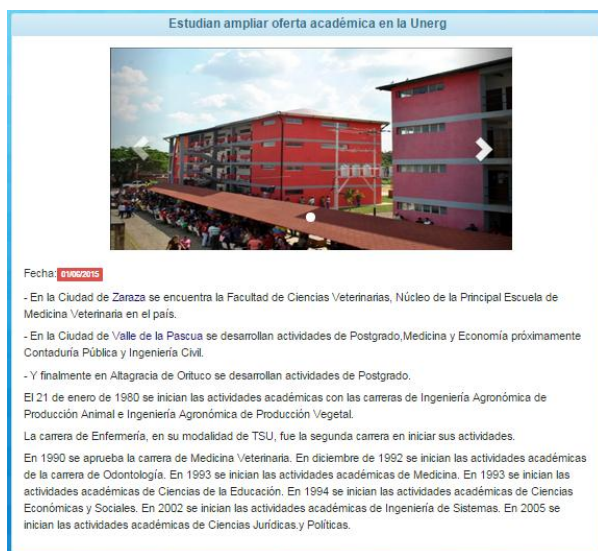 Estudian ampliar oferta académica en la Unerg
Fecha: 01/06/2015
- En la Ciudad de Zaraza se encuentra la Facultad de Ciencias Veterinarias, Núcleo de la Principal Escuela de
Medicina Veterinaria en el país.
- En la Ciudad de Valle de la Pascua se desarrollan actividades de Postgrado,Medicina y Economía próximamente
Contaduría Pública y Ingeniería Civil.
- Y finalmente en Altagracia de Orituco se desarrollan actividades de Postgrado.
El 21 de enero de 1980 se inician las actividades académicas con las carreras de Ingeniería Agronómica de
Producción Animal e Ingeniería Agronómica de Producción Vegetal.
La carrera de Enfermería, en su modalidad de TSU, fue la segunda carrera en iniciar sus actividades.
En 1990 se aprueba la carrera de Medicina Veterinaria. En diciembre de 1992 se inician las actividades académicas
de la carrera de Odontología. En 1993 se inician las actividades académicas de Medicina. En 1993 se inician las
actividades académicas de Ciencias de la Educación. En 1994 se inician las actividades académicas de Ciencias
Económicas y Sociales. En 2002 se inician las actividades académicas de Ingeniería de Sistemas. En 2005 se
inician las actividades académicas de Ciencias Jurídicas.y Políticas.